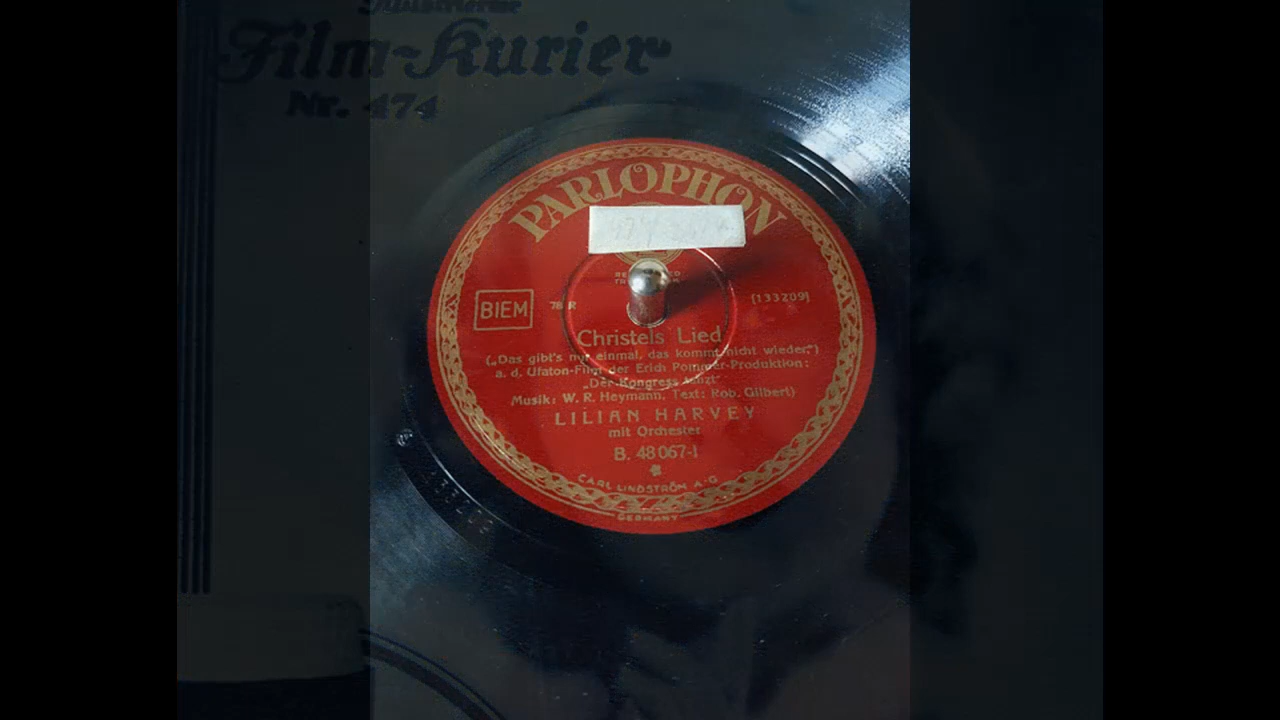 Illustrierter
Film-Kurier
Nr. 474
PARLOPHON
BIEM
[133209]
Christels Lied
(„Das gibt's nur einmal, das kommt nicht wieder.")
a. d. Ufaton-Film der Erich Pommer-Produktion:
„Der Kongress tanzt"
(Musik: W. R. Heymann, Text: Rob. Gilbert)
LILIAN HARVEY
mit Orchester
B. 48067-I
CARL LINDSTRÖM A.-G
GERMANY